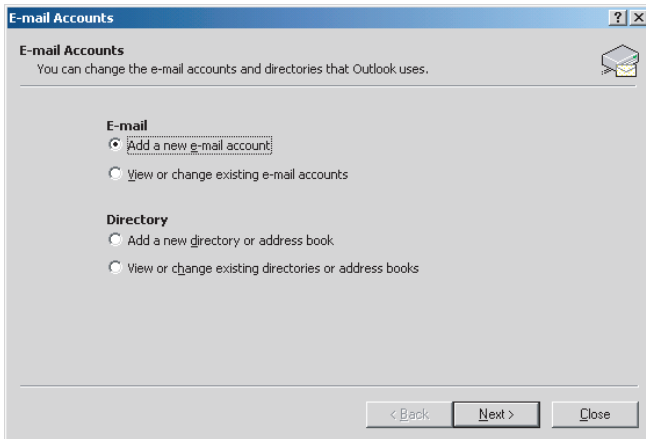 E-mail Accounts
E-mail Accounts
You can change the e-mail accounts and directories that Outlook uses.
E-mail
Add a new e-mail account
View or change existing e-mail accounts
Directory
Add a new directory or address book
View or change existing directories or address books
< Back Next > Close